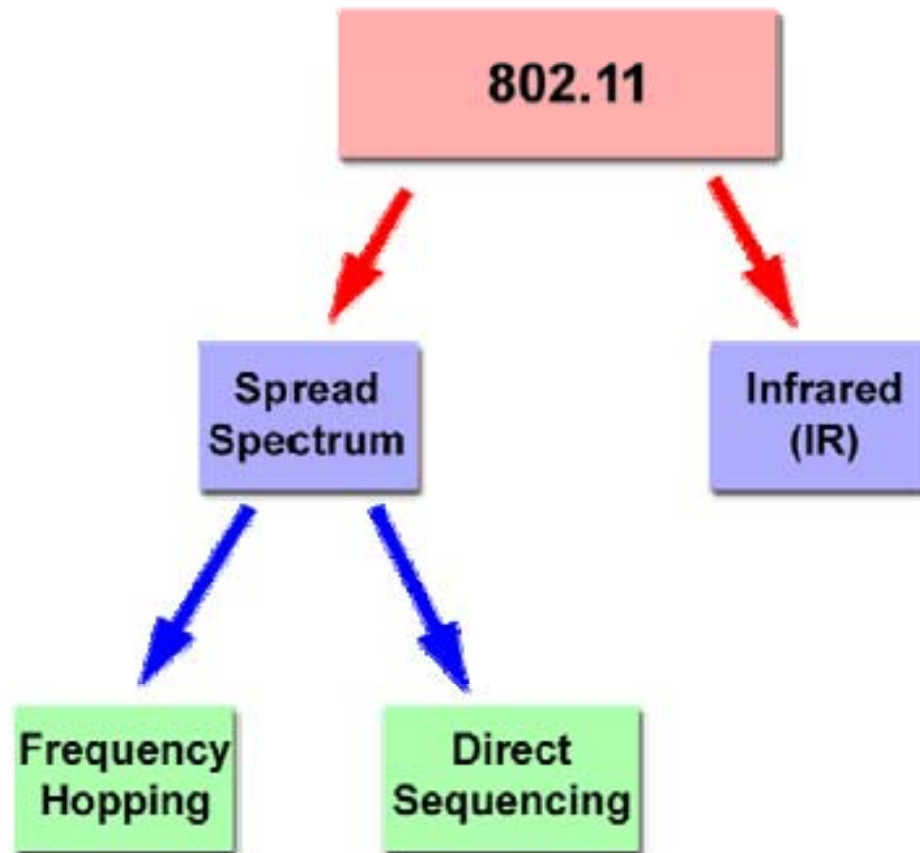 802.11
Spread
Spectrum
Infrared
(IR)
Frequency
Hopping
Direct
Sequencing